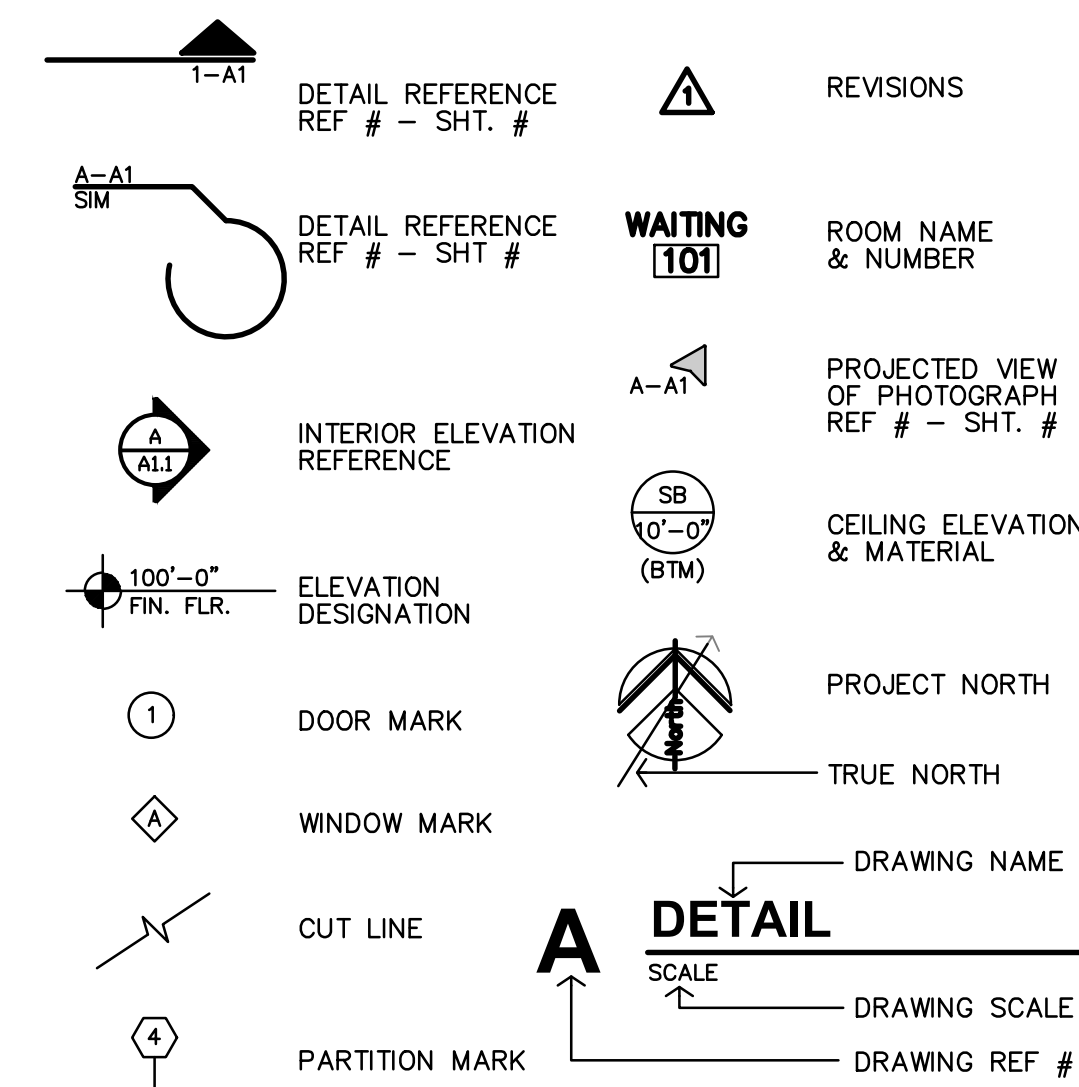 1-A1
DETAIL REFERENCE
REF # - SHT. #
A-A1
SIM
DETAIL REFERENCE
REF # - SHT #
A
A1.1
INTERIOR ELEVATION
REFERENCE
100'-0"
FIN. FLR.
ELEVATION
DESIGNATION
1
DOOR MARK
A
WINDOW MARK
CUT LINE
4
PARTITION MARK
1
REVISIONS
WAITING
101
ROOM NAME
& NUMBER
A-A1
PROJECTED VIEW
OF PHOTOGRAPH
REF # - SHT. #
SB
10'-0"
(BTM)
CEILING ELEVATION
& MATERIAL
North
PROJECT NORTH
TRUE NORTH
DRAWING NAME
A
DETAIL
SCALE
DRAWING SCALE
DRAWING REF #